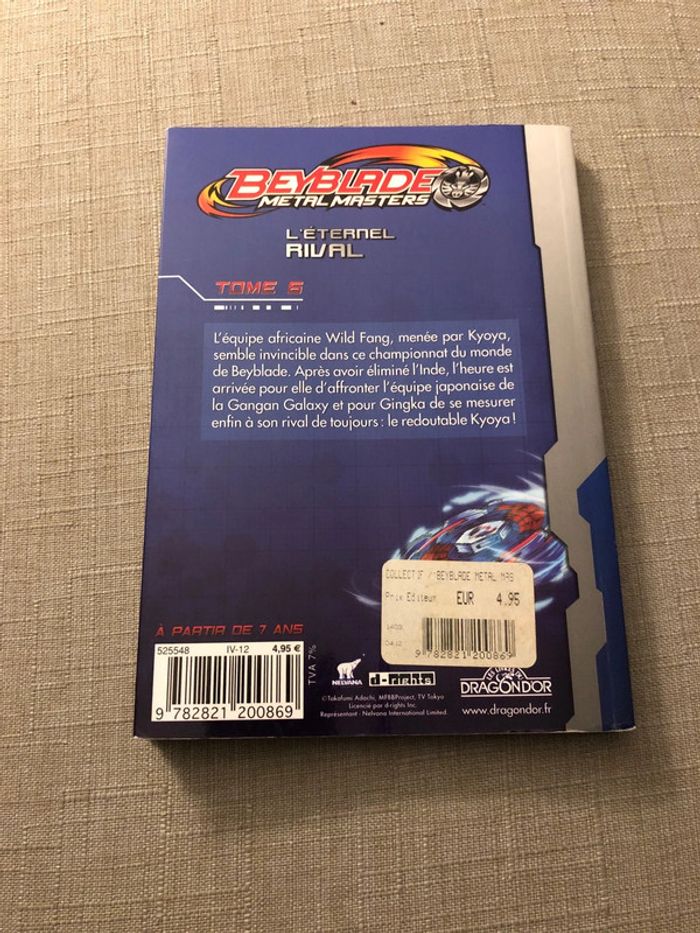 BEYBLADE
METAL MASTERS
L'ÉTERNEL
RIVAL
TOME 6
L'équipe africaine Wild Fang, menée par Kyoya,
semble invincible dans ce championnat du monde
de Beyblade. Après avoir éliminé l'Inde, l'heure est
arrivée pour elle d'affronter l'équipe japonaise de
la Gangan Galaxy et pour Gingka de se mesurer
enfin à son rival de toujours : le redoutable Kyoya !
COLLECTIF / BEYBLADE METAL MAS
Prix Editeur EUR 4.95
9 782821 200869
À PARTIR DE 7 ANS
525548 IV-12 4,95 €
9 782821 200869
TVA 7%
NELVANA
d-rights
©Takafumi Adachi, MFBBProject, TV Tokyo
Licencié par d-rights Inc.
Représentant : Nelvana International Limited.
LES LIVRES DU
DRAGON D'OR
www.dragondor.fr